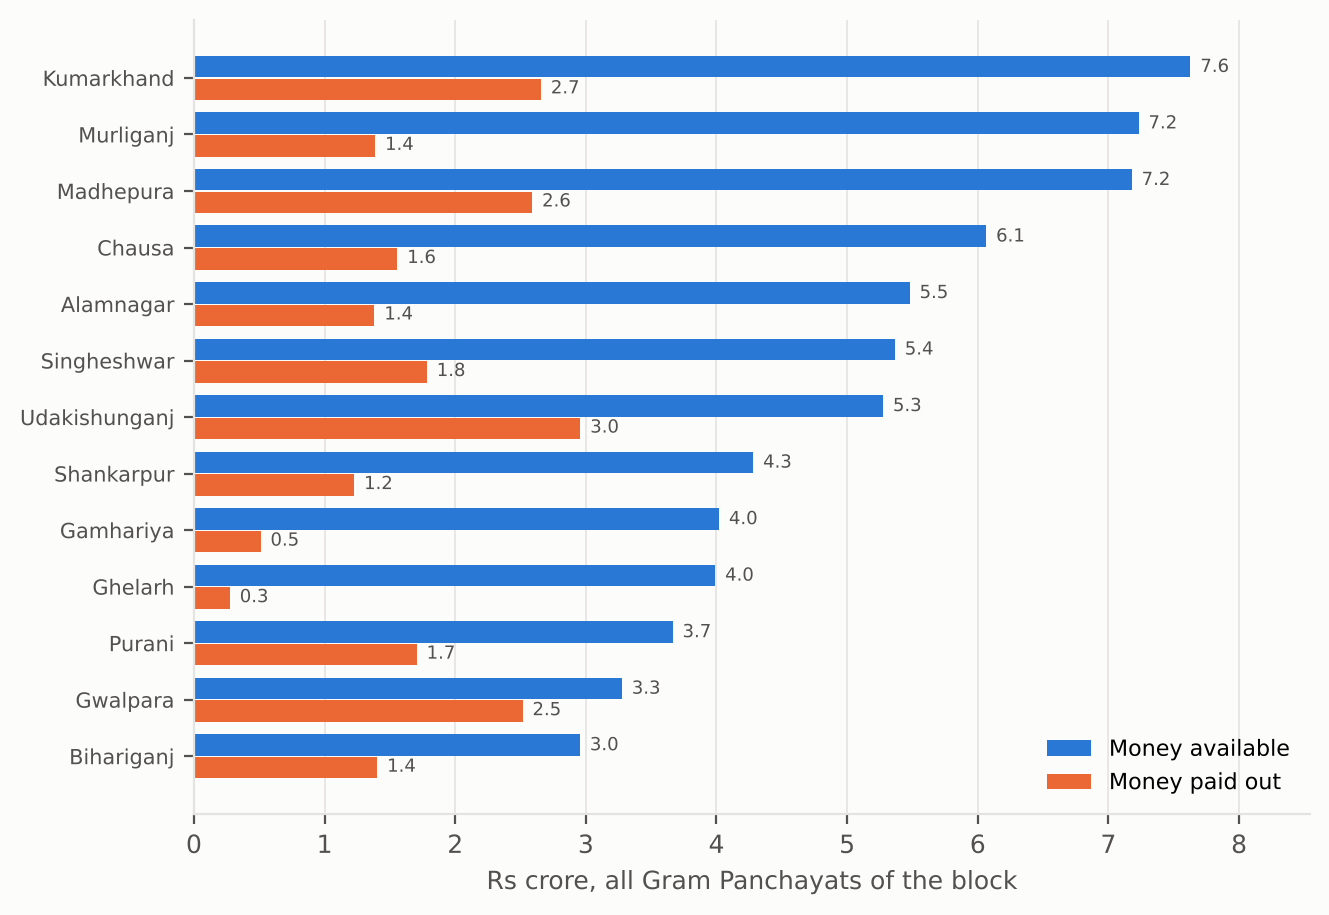 Kumarkhand 7.6
2.7
Murliganj 7.2
1.4
Madhepura 7.2
2.6
Chausa 6.1
1.6
Alamnagar 5.5
1.4
Singheshwar 5.4
1.8
Udakishunganj 5.3
3.0
Shankarpur 4.3
1.2
Gamhariya 4.0
0.5
Ghelarh 4.0
0.3
Purani 3.7
1.7
Gwalpara 3.3
2.5
Bihariganj 3.0
1.4
Money available
Money paid out
0 1 2 3 4 5 6 7 8
Rs crore, all Gram Panchayats of the block